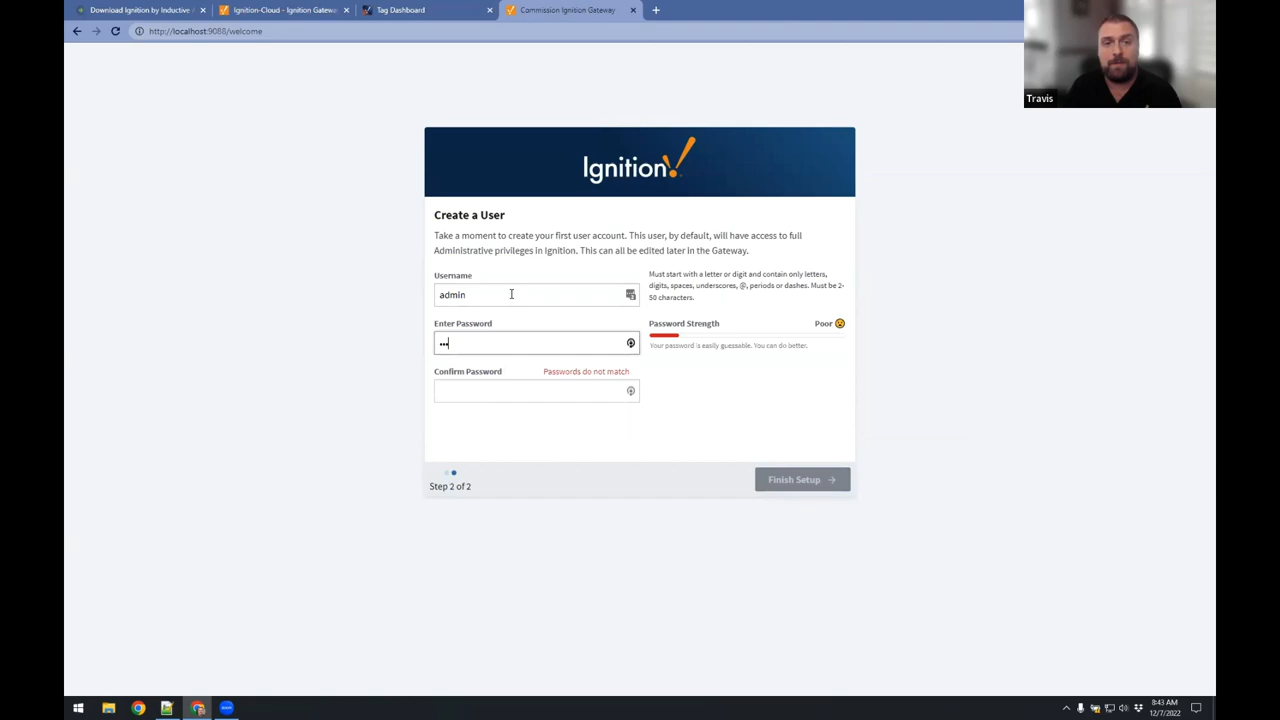 Download Ignition by Inductive
Ignition-Cloud - Ignition Gatew
Tag Dashboard
Commission Ignition Gateway
http://localhost:9088/welcome
Travis
Ignition!
Create a User
Take a moment to create your first user account. This user, by default, will have access to full
Administrative privileges in Ignition. This can all be edited later in the Gateway.
Username
Must start with a letter or digit and contain only letters,
digits, spaces, underscores, @, periods or dashes. Must be 2-
50 characters.
admin
Enter Password
Password Strength
Poor
•••
Your password is easily guessable. You can do better.
Confirm Password
Passwords do not match
Step 2 of 2
Finish Setup →
zoom
8:43 AM
12/7/2022